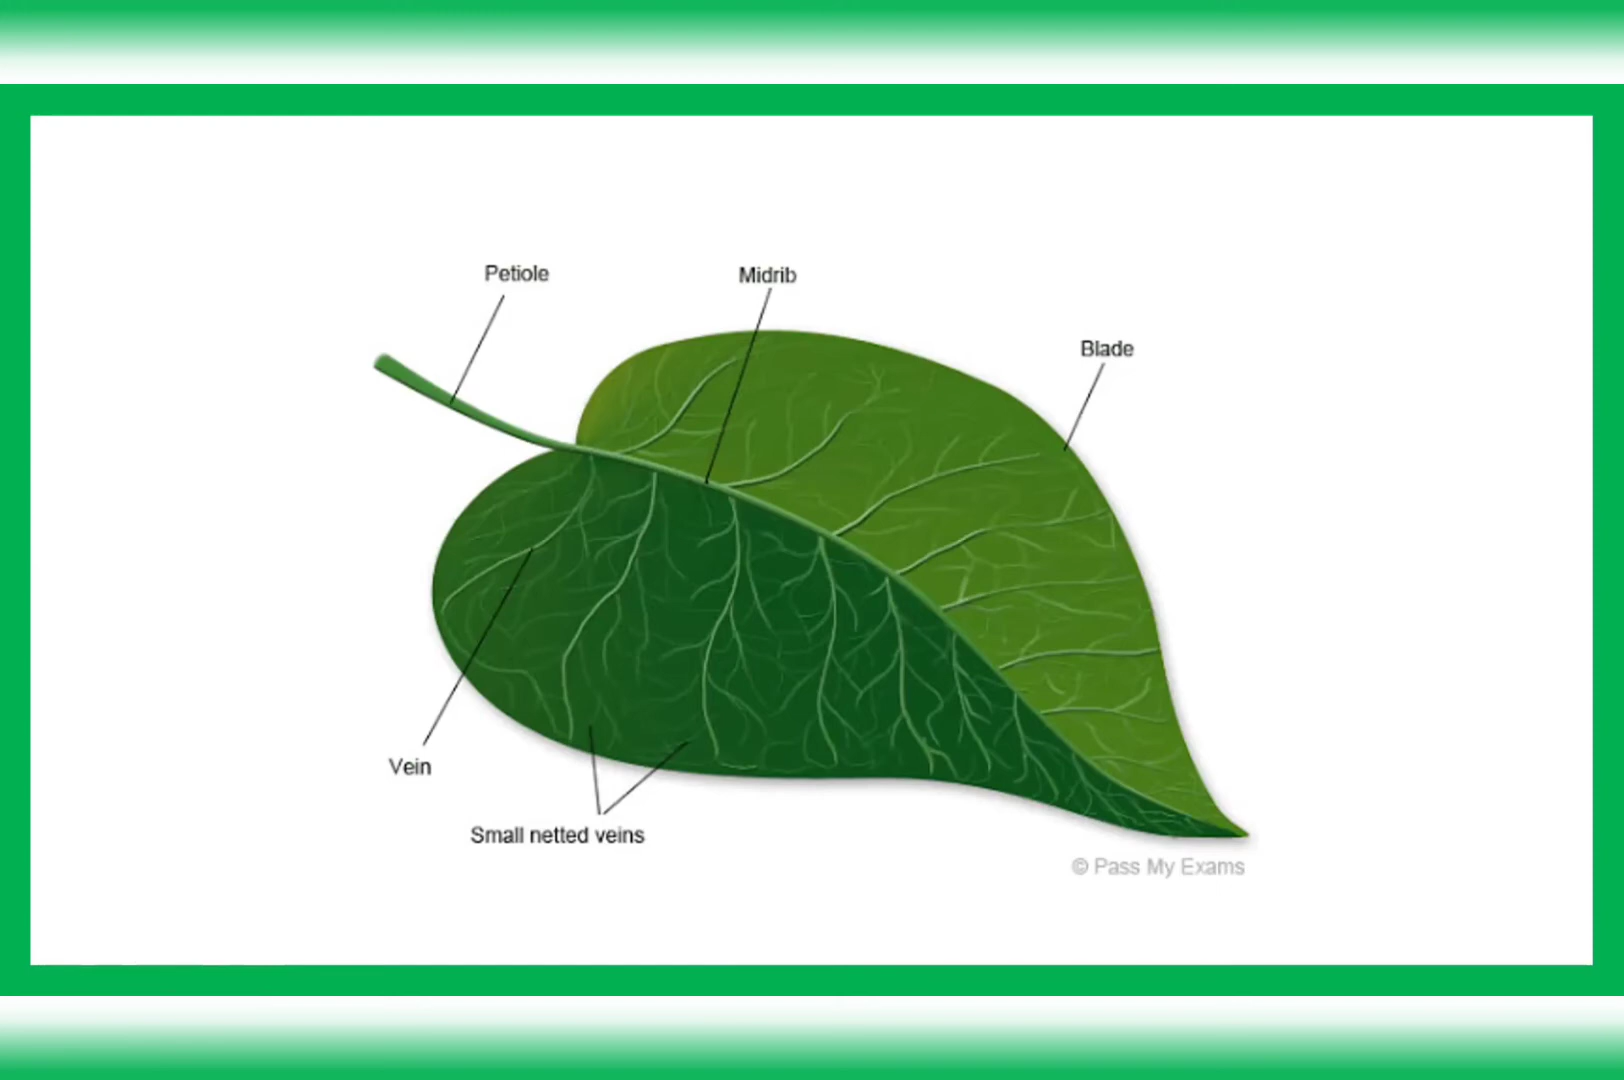 Petiole
Midrib
Blade
Vein
Small netted veins
© Pass My Exams